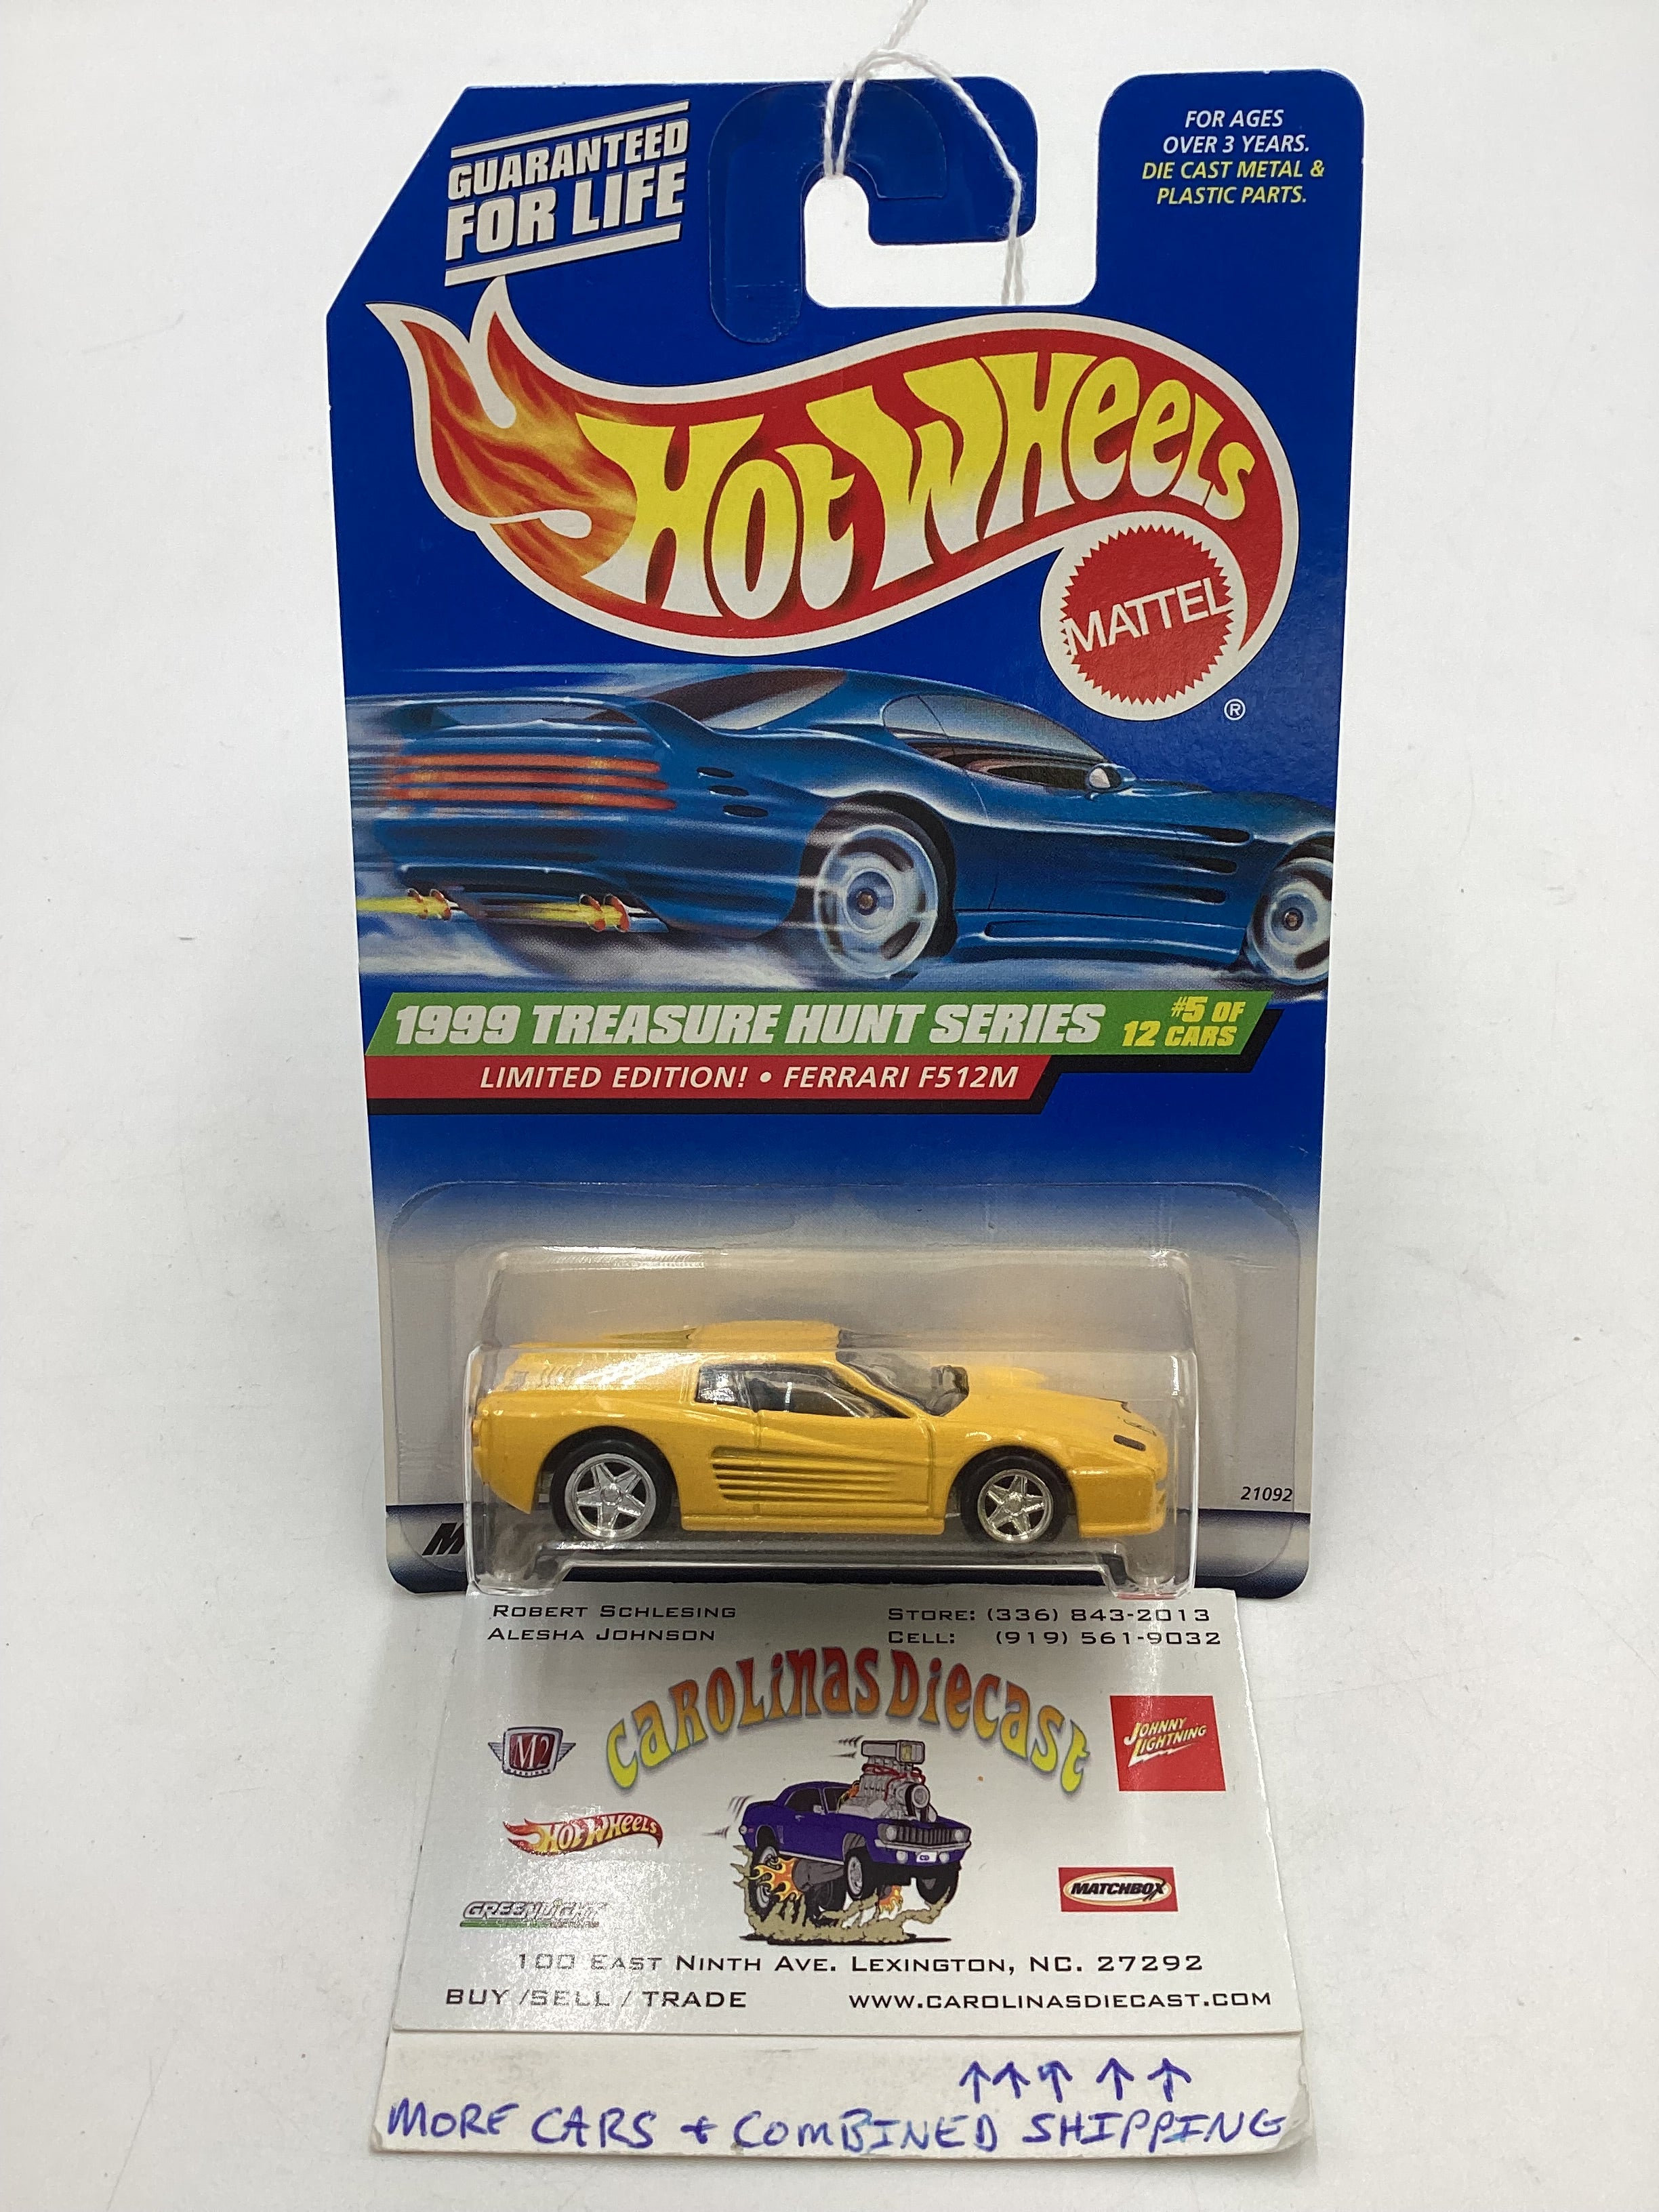 GUARANTEED
FOR LIFE
FOR AGES
OVER 3 YEARS.
DIE CAST METAL &
PLASTIC PARTS.
HOT WHEELS
MATTEL
®
1999 TREASURE HUNT SERIES
#5 OF
12 CARS
LIMITED EDITION! • FERRARI F512M
21092
M
ROBERT SCHLESING
ALESHA JOHNSON
STORE: (336) 843-2013
CELL: (919) 561-9032
CAROLINAS DIECAST
M2
MACHINES
JOHNNY
LIGHTNING
HOT WHEELS
GREENLIGHT
MATCHBOX
100 EAST NINTH AVE. LEXINGTON, NC. 27292
BUY /SELL / TRADE
WWW.CAROLINASDIECAST.COM
MORE CARS + COMBINED SHIPPING